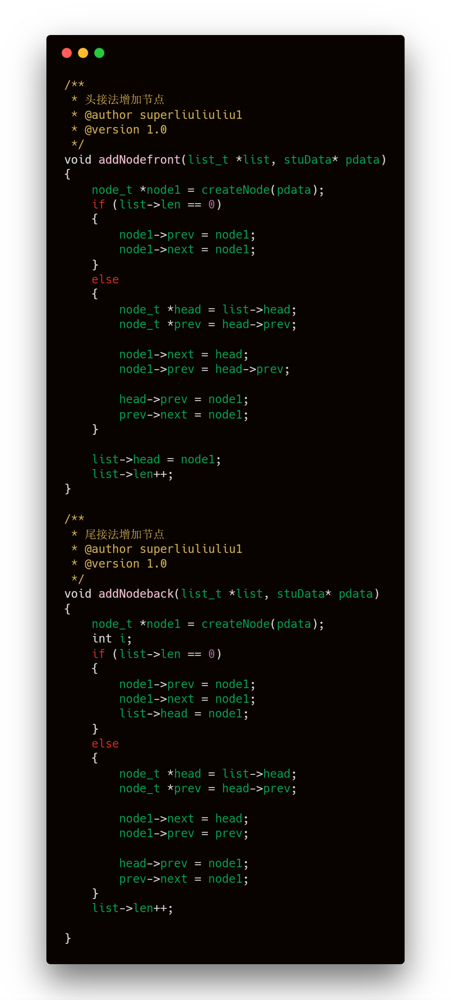 /**
 * 头接法增加节点
 * @author superliuliuliu1
 * @version 1.0
 */
void addNodefront(list_t *list, stuData* pdata)
{
    node_t *node1 = createNode(pdata);
    if (list->len == 0)
    {
        node1->prev = node1;
        node1->next = node1;
    }
    else
    {
        node_t *head = list->head;
        node_t *prev = head->prev;

        node1->next = head;
        node1->prev = head->prev;

        head->prev = node1;
        prev->next = node1;
    }

    list->head = node1;
    list->len++;
}

/**
 * 尾接法增加节点
 * @author superliuliuliu1
 * @version 1.0
 */
void addNodeback(list_t *list, stuData* pdata)
{
    node_t *node1 = createNode(pdata);
    int i;
    if (list->len == 0)
    {
        node1->prev = node1;
        node1->next = node1;
        list->head = node1;
    }
    else
    {
        node_t *head = list->head;
        node_t *prev = head->prev;

        node1->next = head;
        node1->prev = prev;

        head->prev = node1;
        prev->next = node1;
    }
    list->len++;

}